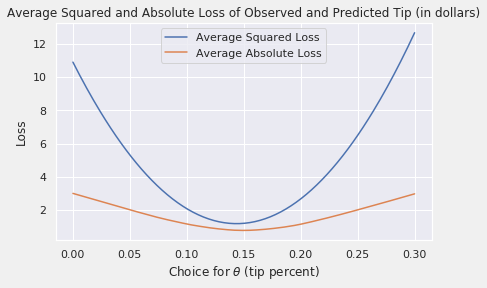 Average Squared and Absolute Loss of Observed and Predicted Tip (in dollars)
Average Squared Loss
Average Absolute Loss
12
10
8
6
4
2
Loss
0.00 0.05 0.10 0.15 0.20 0.25 0.30
Choice for θ (tip percent)